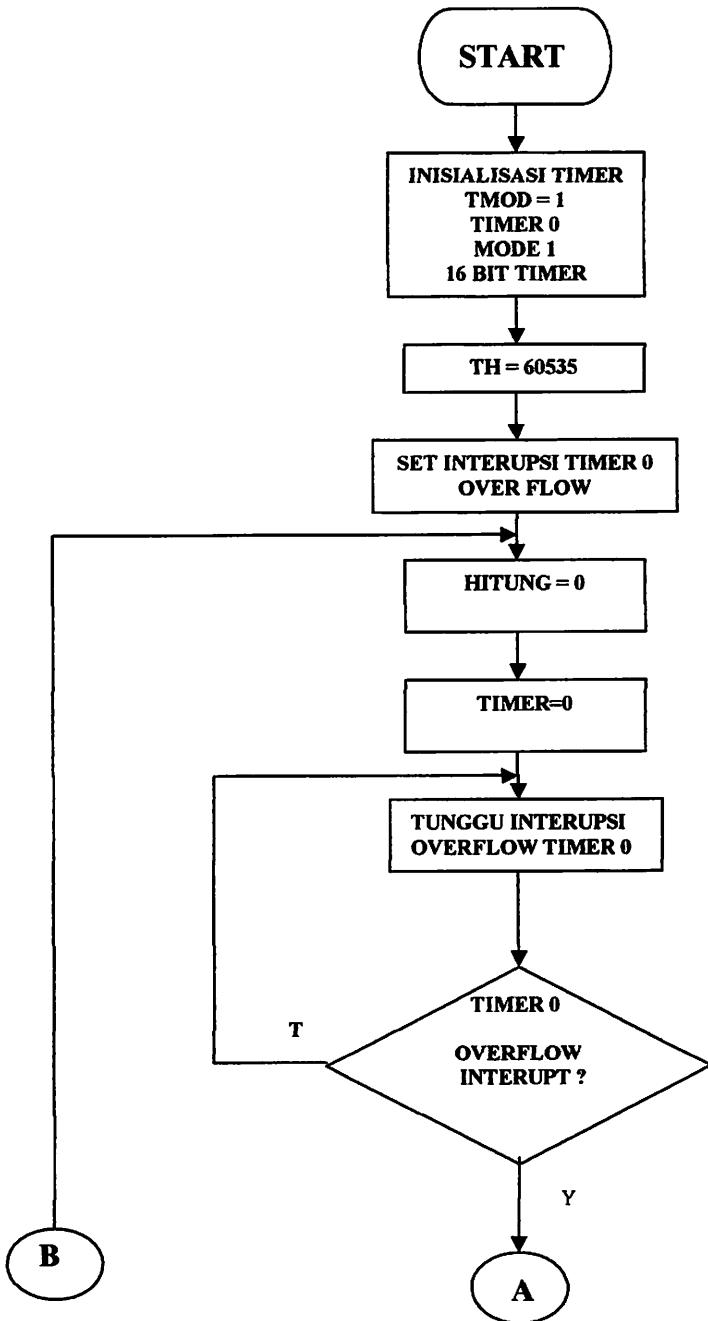 START
INISIALISASI TIMER
TMOD = 1
TIMER 0
MODE 1
16 BIT TIMER
TH = 60535
SET INTERUPSI TIMER 0
OVER FLOW
HITUNG = 0
TIMER=0
TUNGGU INTERUPSI
OVERFLOW TIMER 0
TIMER 0
T
OVERFLOW
INTERUPT ?
Y
B
A